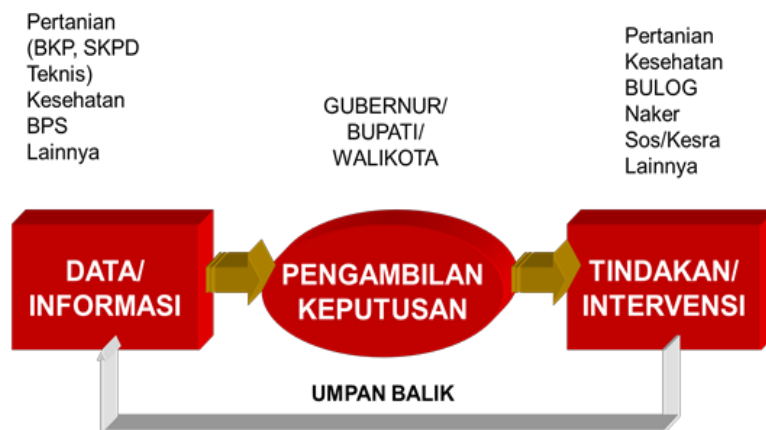 Pertanian
(BKP, SKPD
Teknis)
Kesehatan
BPS
Lainnya
GUBERNUR/
BUPATI/
WALIKOTA
Pertanian
Kesehatan
BULOG
Naker
Sos/Kesra
Lainnya
DATA/
INFORMASI
PENGAMBILAN
KEPUTUSAN
TINDAKAN/
INTERVENSI
UMPAN BALIK